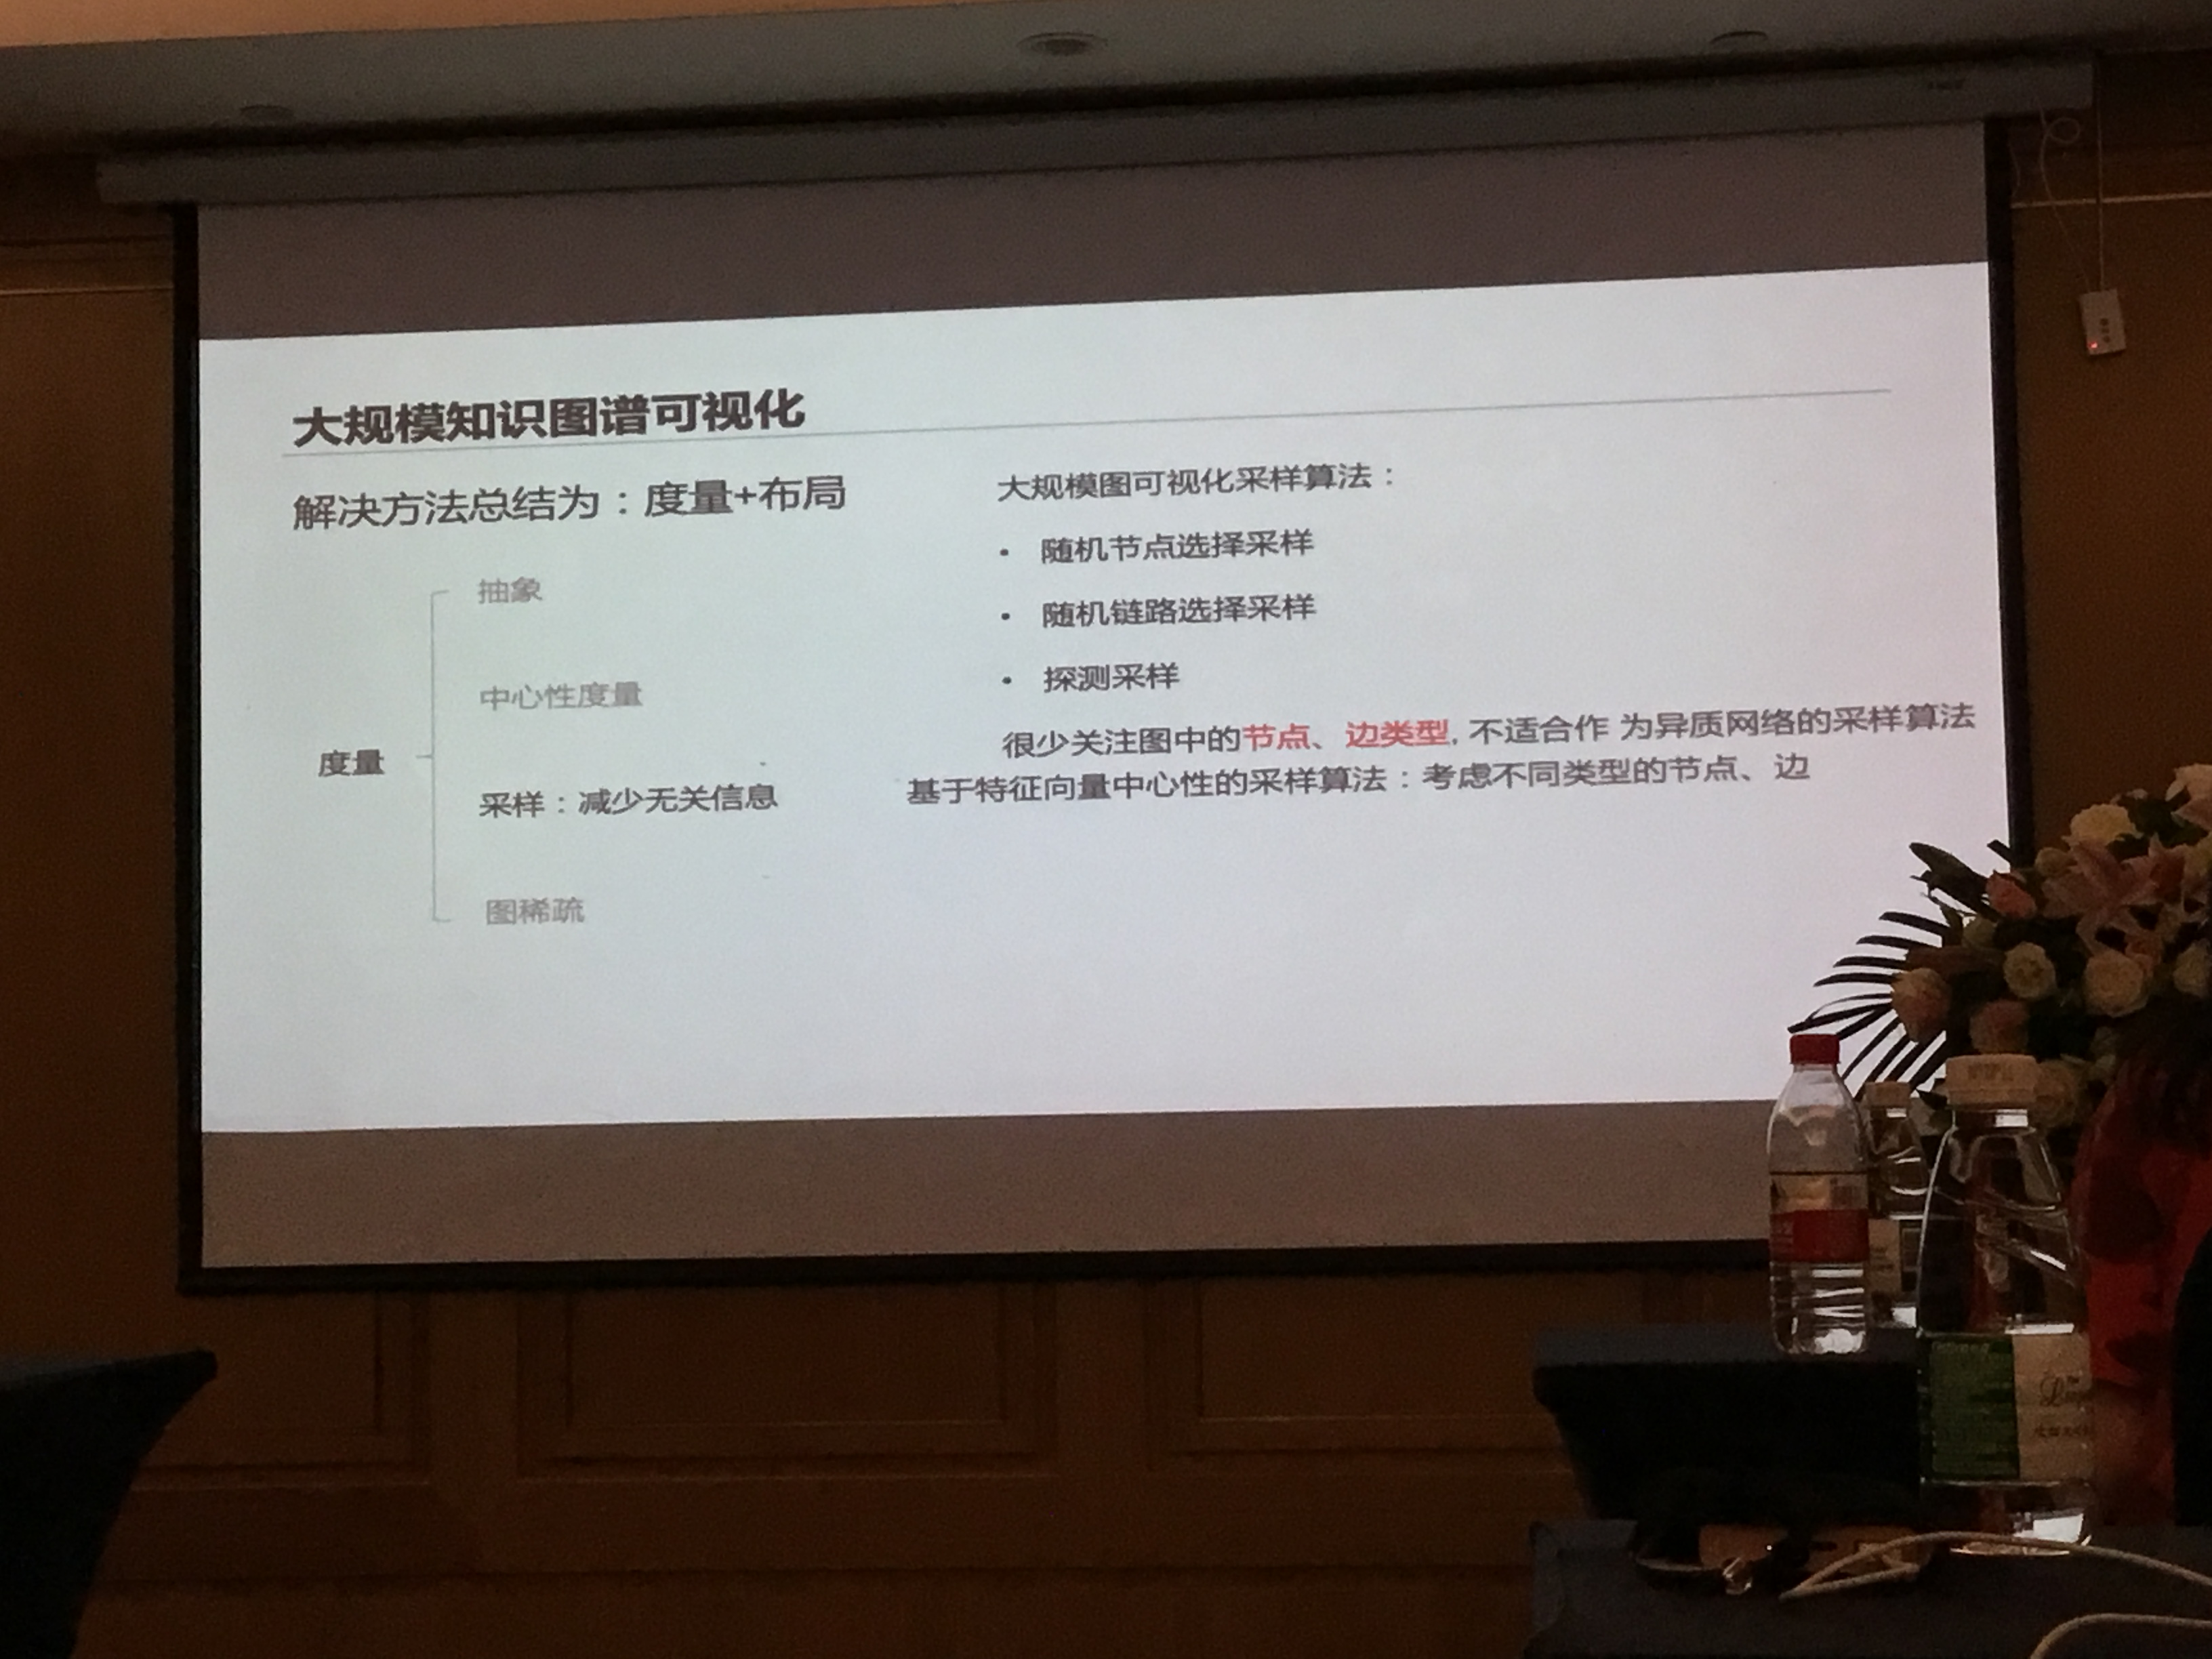 大规模知识图谱可视化
解决方法总结为：度量+布局
度量
抽象
中心性度量
采样：减少无关信息
图稀疏
大规模图可视化采样算法：
• 随机节点选择采样
• 随机链路选择采样
• 探测采样
很少关注图中的节点、边类型, 不适合作 为异质网络的采样算法
基于特征向量中心性的采样算法：考虑不同类型的节点、边